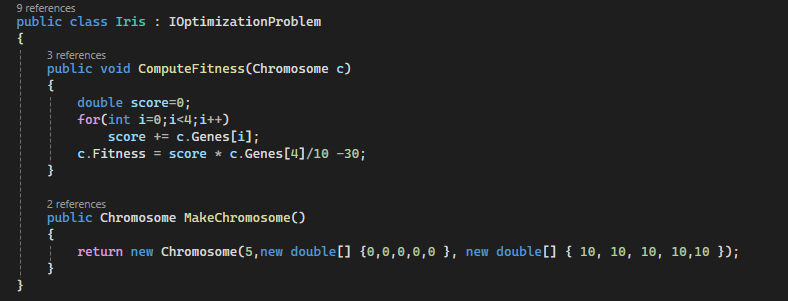 9 references
public class Iris : IOptimizationProblem
{
3 references
public void ComputeFitness(Chromosome c)
{
double score=0;
for(int i=0;i<4;i++)
score += c.Genes[i];
c.Fitness = score * c.Genes[4]/10 -30;
}
2 references
public Chromosome MakeChromosome()
{
return new Chromosome(5,new double[] {0,0,0,0,0 }, new double[] { 10, 10, 10, 10,10 });
}
}